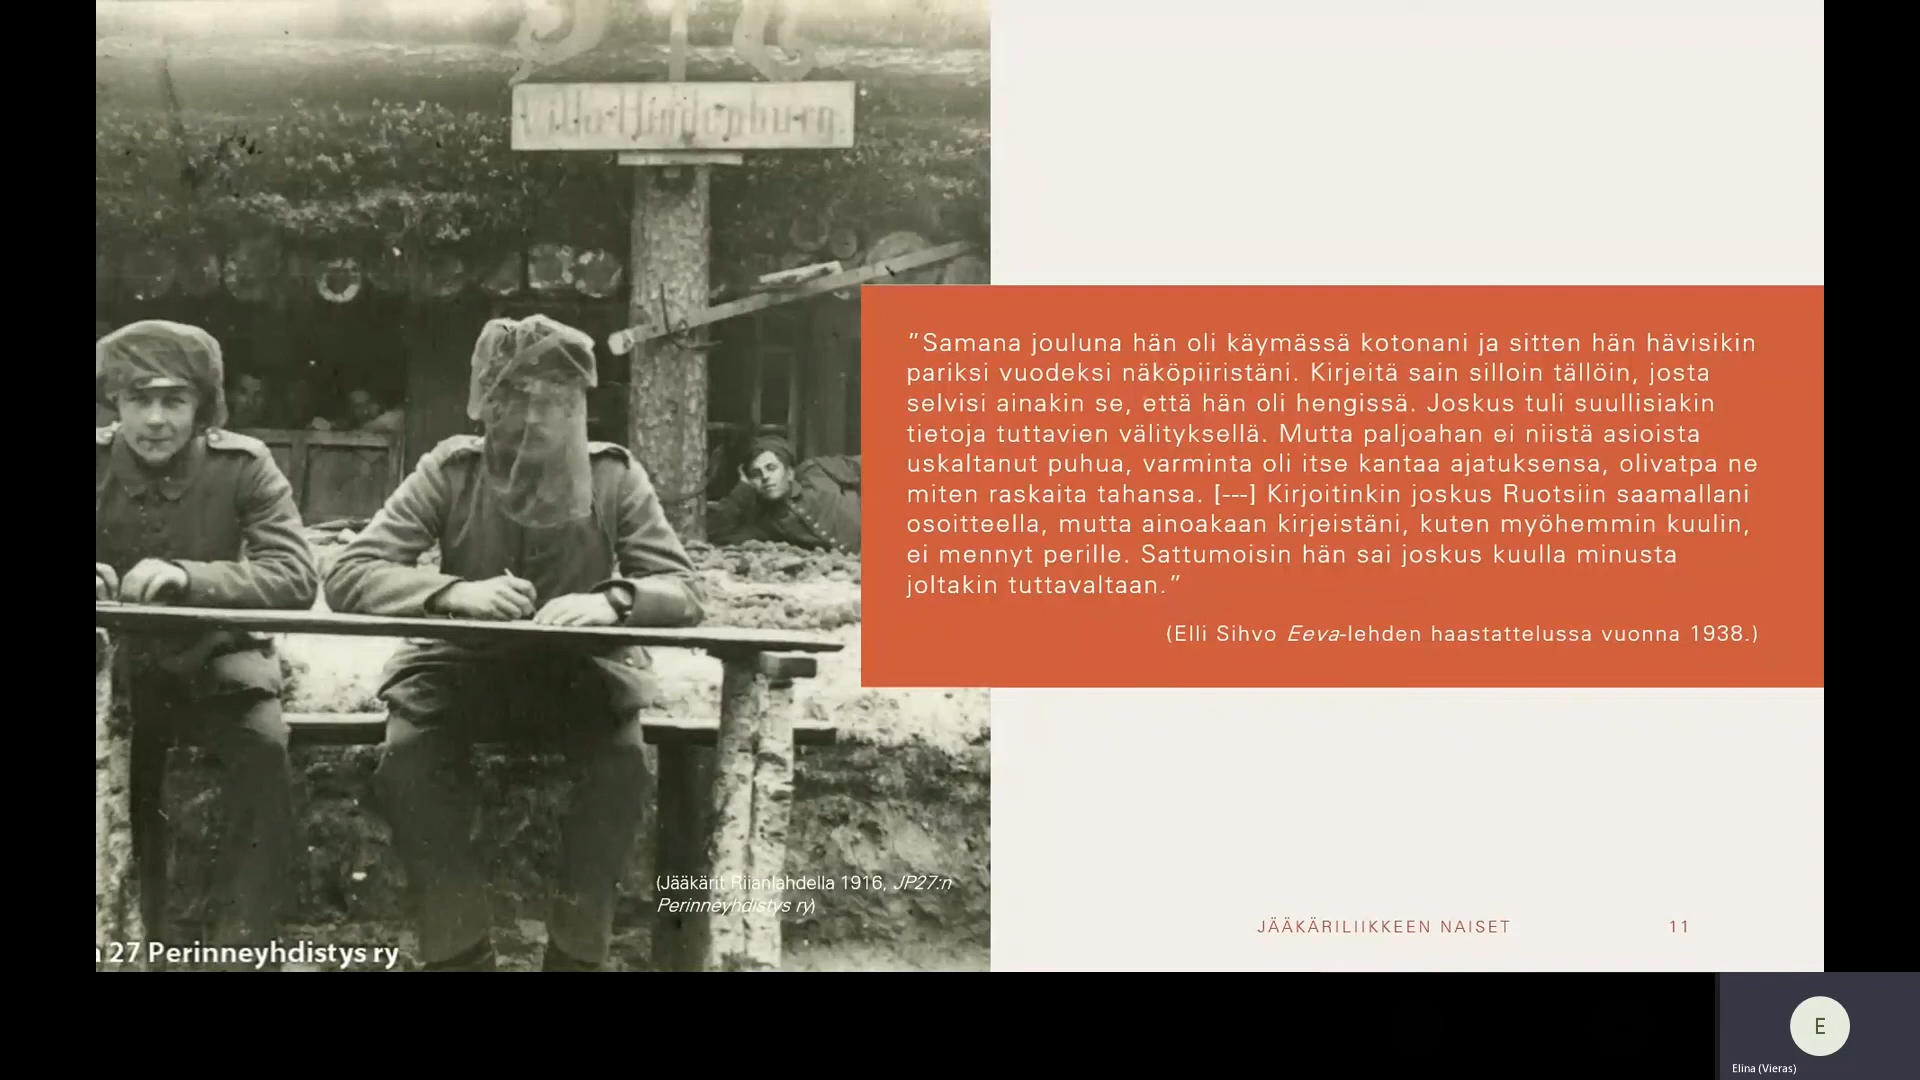 Villa Hindenburg
”Samana jouluna hän oli käymässä kotonani ja sitten hän hävisikin
pariksi vuodeksi näköpiiristäni. Kirjeitä sain silloin tällöin, josta
selvisi ainakin se, että hän oli hengissä. Joskus tuli suullisiakin
tietoja tuttavien välityksellä. Mutta paljoahan ei niistä asioista
uskaltanut puhua, varminta oli itse kantaa ajatuksensa, olivatpa ne
miten raskaita tahansa. [---] Kirjoitinkin joskus Ruotsiin saamallani
osoitteella, mutta ainoakaan kirjeistäni, kuten myöhemmin kuulin,
ei mennyt perille. Sattumoisin hän sai joskus kuulla minusta
joltakin tuttavaltaan.”
(Elli Sihvo Eeva-lehden haastattelussa vuonna 1938.)
(Jääkärit Riianlahdella 1916, JP27:n
Perinneyhdistys ry)
27 Perinneyhdistys ry
JÄÄKÄRILIIKKEEN NAISET 11
E
Elina (Vieras)